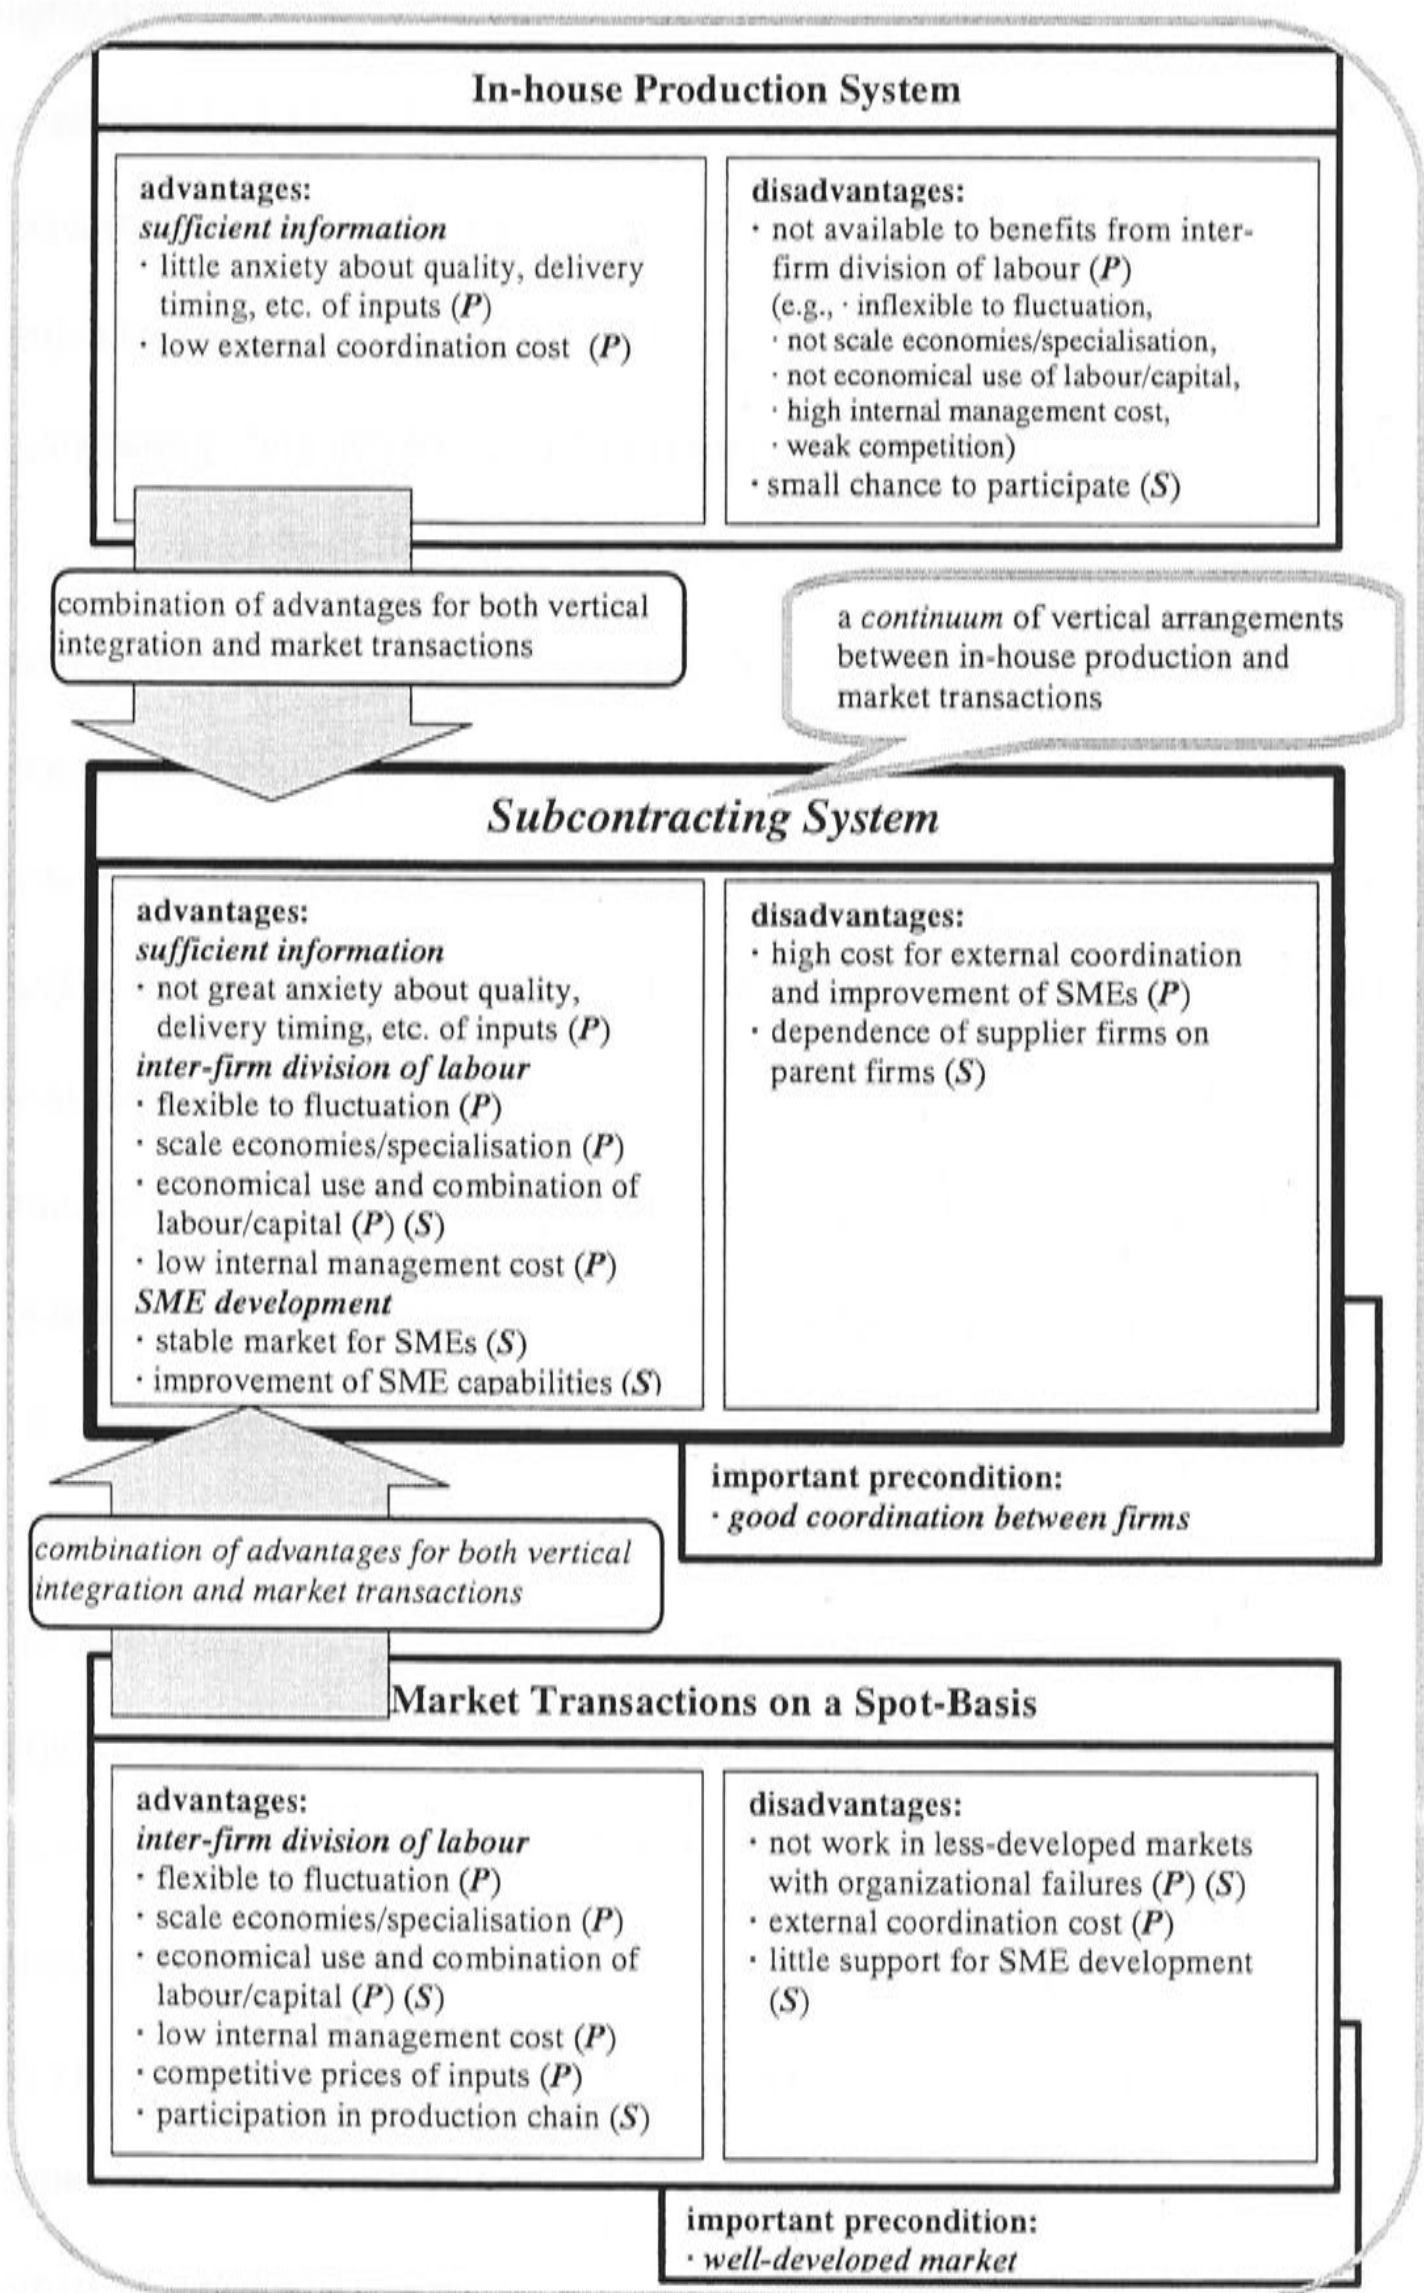 In-house Production System
advantages:
sufficient information
· little anxiety about quality, delivery
timing, etc. of inputs (P)
· low external coordination cost (P)
disadvantages:
· not available to benefits from inter-
firm division of labour (P)
(e.g., · inflexible to fluctuation,
· not scale economies/specialisation,
· not economical use of labour/capital,
· high internal management cost,
· weak competition)
· small chance to participate (S)
combination of advantages for both vertical
integration and market transactions
a continuum of vertical arrangements
between in-house production and
market transactions
Subcontracting System
advantages:
sufficient information
· not great anxiety about quality,
delivery timing, etc. of inputs (P)
inter-firm division of labour
· flexible to fluctuation (P)
· scale economies/specialisation (P)
· economical use and combination of
labour/capital (P) (S)
· low internal management cost (P)
SME development
· stable market for SMEs (S)
· improvement of SME capabilities (S)
disadvantages:
· high cost for external coordination
and improvement of SMEs (P)
· dependence of supplier firms on
parent firms (S)
important precondition:
· good coordination between firms
combination of advantages for both vertical
integration and market transactions
Market Transactions on a Spot-Basis
advantages:
inter-firm division of labour
· flexible to fluctuation (P)
· scale economies/specialisation (P)
· economical use and combination of
labour/capital (P) (S)
· low internal management cost (P)
· competitive prices of inputs (P)
· participation in production chain (S)
disadvantages:
· not work in less-developed markets
with organizational failures (P) (S)
· external coordination cost (P)
· little support for SME development
(S)
important precondition:
· well-developed market